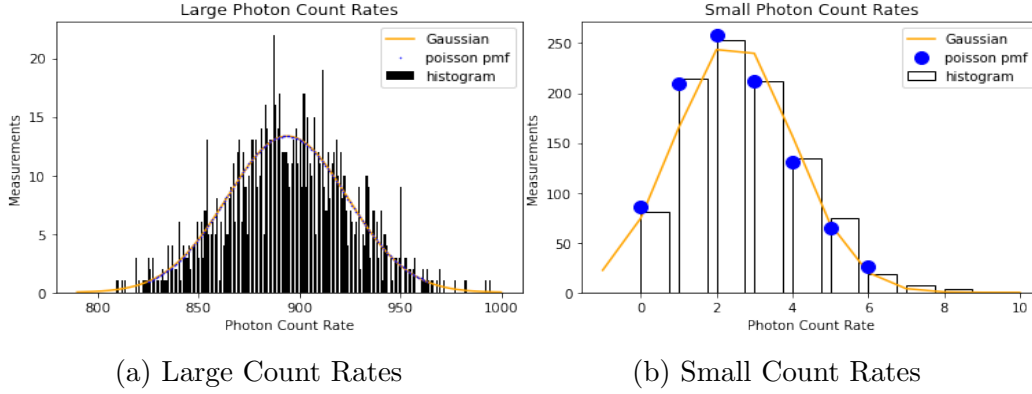 Large Photon Count Rates
Measurements
20
15
10
5
0
Gaussian
poisson pmf
histogram
800 850 900 950 1000
Photon Count Rate
(a) Large Count Rates
Small Photon Count Rates
Measurements
250
200
150
100
50
0
Gaussian
poisson pmf
histogram
0 2 4 6 8 10
Photon Count Rate
(b) Small Count Rates